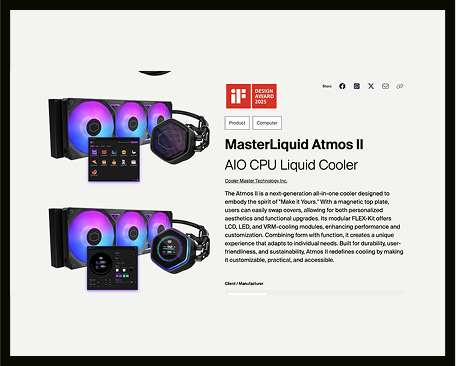 iF
DESIGN
AWARD
2025
Share
Product
Computer
MasterLiquid Atmos II
AIO CPU Liquid Cooler
Cooler Master Technology Inc.
The Atmos II is a next-generation all-in-one cooler designed to
embody the spirit of "Make it Yours." With a magnetic top plate,
users can easily swap covers, allowing for both personalized
aesthetics and functional upgrades. Its modular FLEX-Kit offers
LCD, LED, and VRM-cooling modules, enhancing performance and
customization. Combining form with function, it creates a unique
experience that adapts to individual needs. Built for durability, user-
friendliness, and sustainability, Atmos II redefines cooling by making
it customizable, practical, and accessible.
Client / Manufacturer